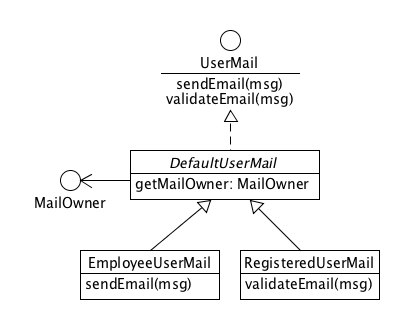 UserMail
sendEmail(msg)
validateEmail(msg)
DefaultUserMail
getMailOwner: MailOwner
MailOwner
EmployeeUserMail
sendEmail(msg)
RegisteredUserMail
validateEmail(msg)